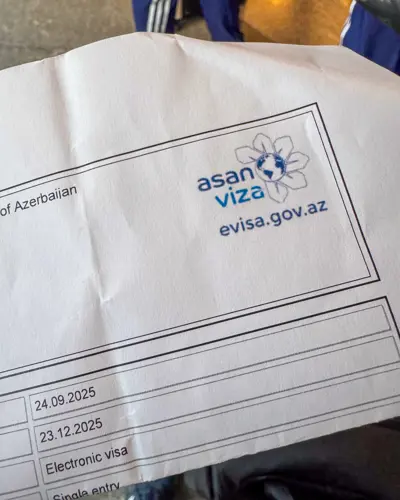 asan
viza
of Azerbaijan
evisa.gov.az
24.09.2025
23.12.2025
Electronic visa
Single entry